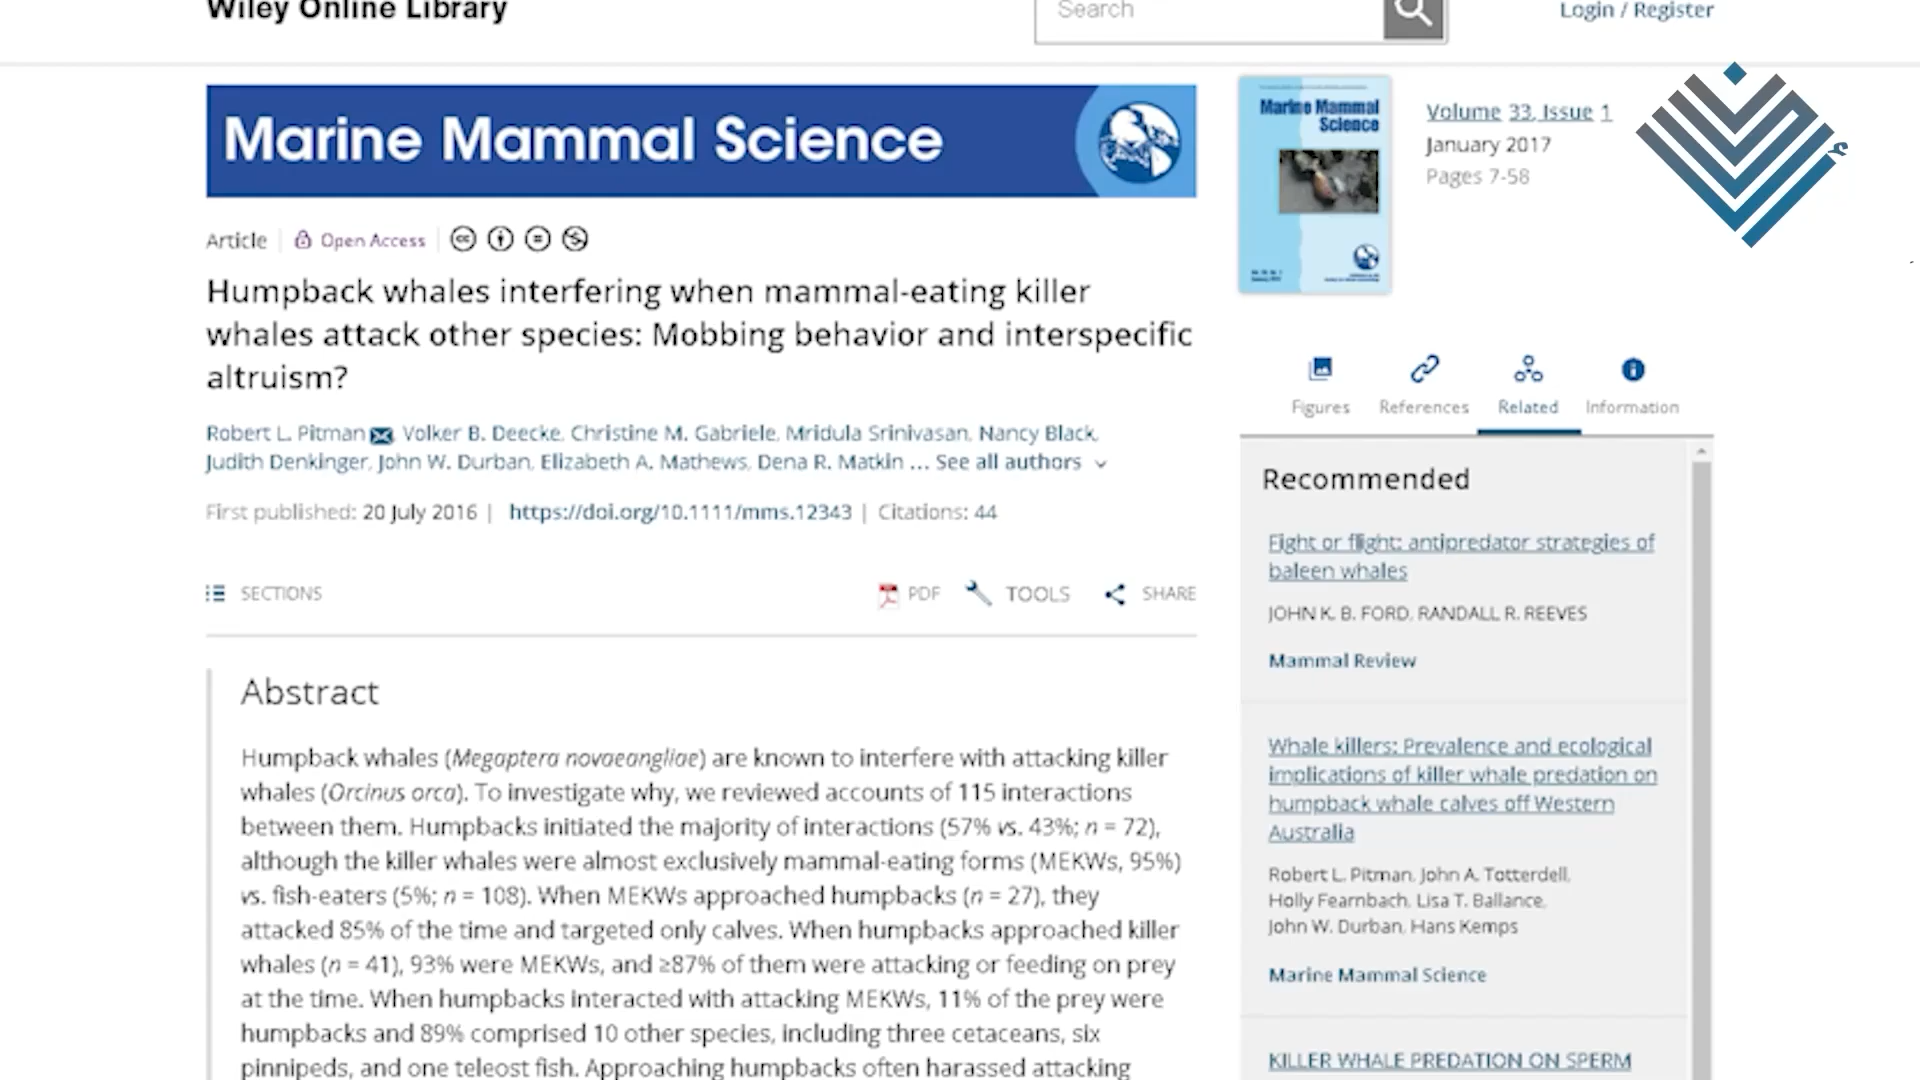 Wiley Online Library
Search
Login / Register
Marine Mammal Science
Marine Mammal
Science
Volume 33, Issue 1
January 2017
Pages 7-58
Article
Open Access
Humpback whales interfering when mammal-eating killer
whales attack other species: Mobbing behavior and interspecific
altruism?
Robert L. Pitman, Volker B. Deecke, Christine M. Gabriele, Mridula Srinivasan, Nancy Black,
Judith Denkinger, John W. Durban, Elizabeth A. Mathews, Dena R. Matkin … See all authors
First published: 20 July 2016 | https://doi.org/10.1111/mms.12343 | Citations: 44
SECTIONS
PDF
TOOLS
SHARE
Abstract
Humpback whales (Megaptera novaeangliae) are known to interfere with attacking killer
whales (Orcinus orca). To investigate why, we reviewed accounts of 115 interactions
between them. Humpbacks initiated the majority of interactions (57% vs. 43%; n = 72),
although the killer whales were almost exclusively mammal-eating forms (MEKWs, 95%)
vs. fish-eaters (5%; n = 108). When MEKWs approached humpbacks (n = 27), they
attacked 85% of the time and targeted only calves. When humpbacks approached killer
whales (n = 41), 93% were MEKWs, and ≥87% of them were attacking or feeding on prey
at the time. When humpbacks interacted with attacking MEKWs, 11% of the prey were
humpbacks and 89% comprised 10 other species, including three cetaceans, six
pinnipeds, and one teleost fish. Approaching humpbacks often harassed attacking
Figures
References
Related
Information
Recommended
Fight or flight: antipredator strategies of
baleen whales
JOHN K. B. FORD, RANDALL R. REEVES
Mammal Review
Whale killers: Prevalence and ecological
implications of killer whale predation on
humpback whale calves off Western
Australia
Robert L. Pitman, John A. Totterdell,
Holly Fearnbach, Lisa T. Ballance,
John W. Durban, Hans Kemps
Marine Mammal Science
KILLER WHALE PREDATION ON SPERM